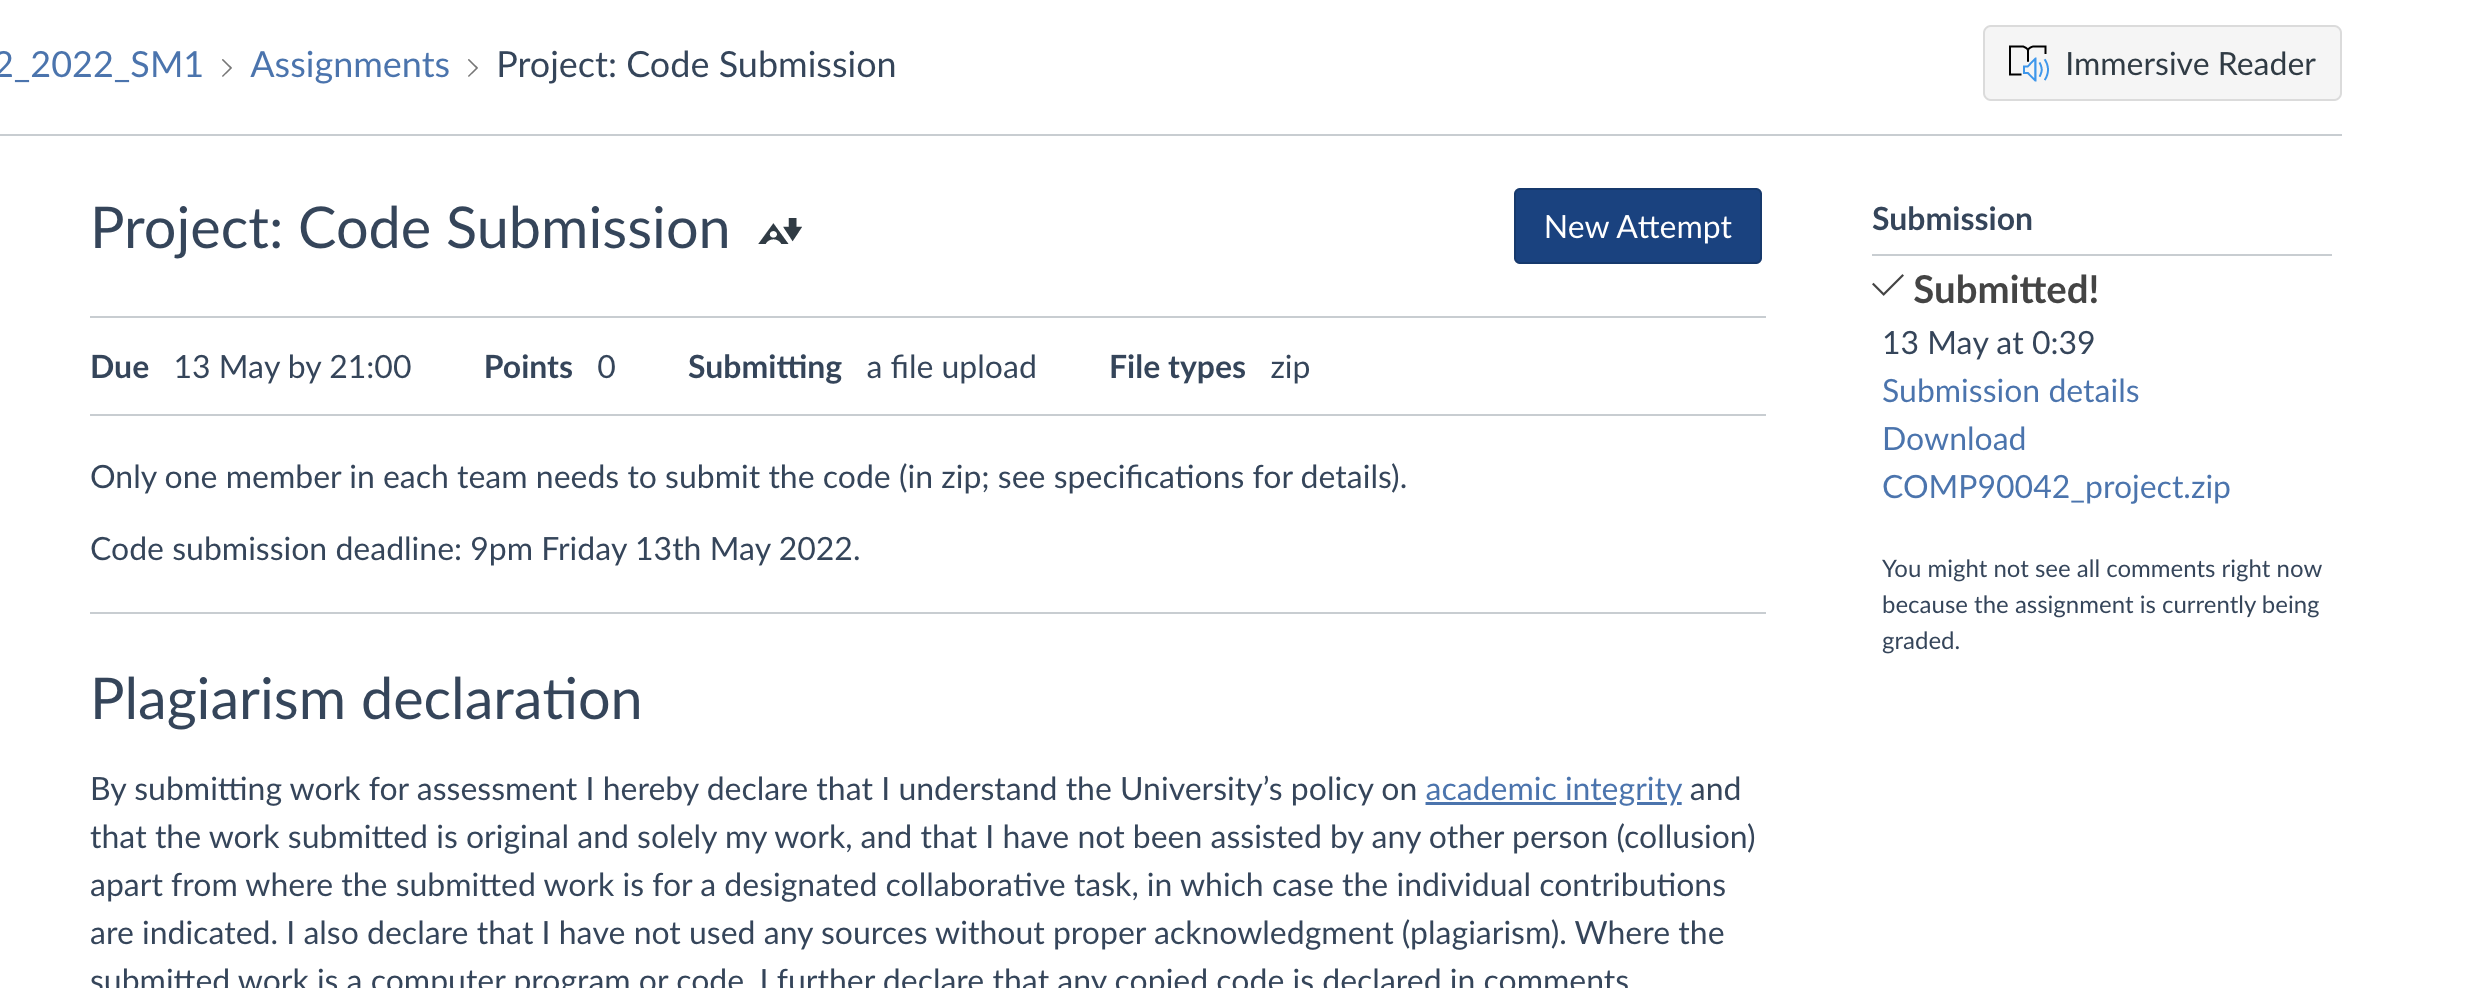 2_2022_SM1 > Assignments > Project: Code Submission
Immersive Reader
Project: Code Submission
New Attempt
Due 13 May by 21:00 Points 0 Submitting a file upload File types zip
Only one member in each team needs to submit the code (in zip; see specifications for details).
Code submission deadline: 9pm Friday 13th May 2022.
Plagiarism declaration
By submitting work for assessment I hereby declare that I understand the University’s policy on academic integrity and
that the work submitted is original and solely my work, and that I have not been assisted by any other person (collusion)
apart from where the submitted work is for a designated collaborative task, in which case the individual contributions
are indicated. I also declare that I have not used any sources without proper acknowledgment (plagiarism). Where the
submitted work is a computer program or code, I further declare that any copied code is declared in comments
Submission
Submitted!
13 May at 0:39
Submission details
Download
COMP90042_project.zip
You might not see all comments right now
because the assignment is currently being
graded.